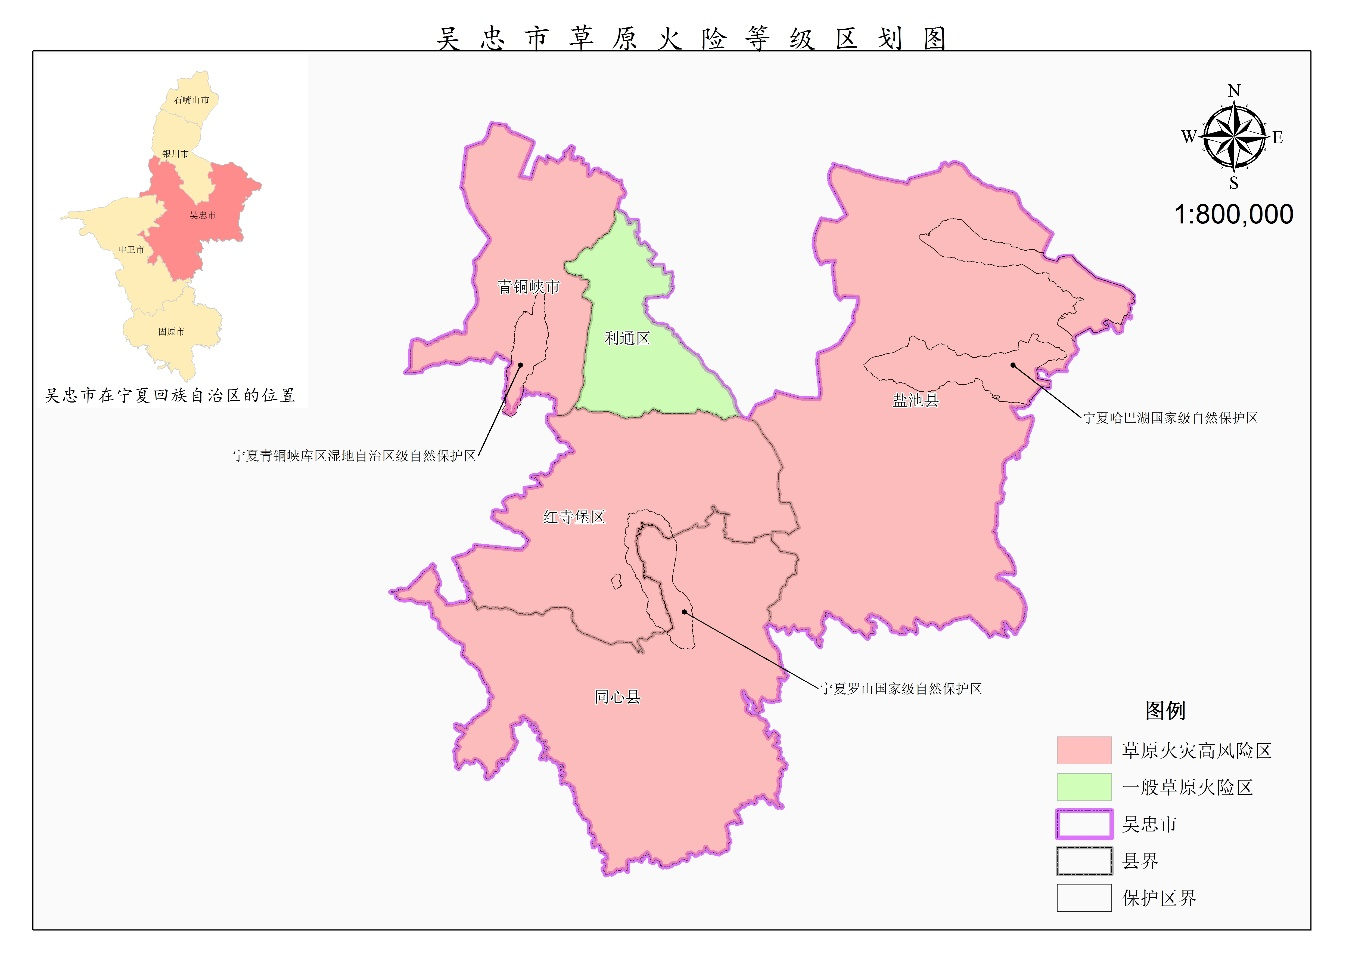 吴忠市草原火险等级区划图
石嘴山市
银川市
吴忠市
中卫市
固原市
吴忠市在宁夏回族自治区的位置
N
W
E
S
1:800,000
青铜峡市
利通区
盐池县
宁夏哈巴湖国家级自然保护区
宁夏青铜峡库区湿地自治区级自然保护区
红寺堡区
宁夏罗山国家级自然保护区
同心县
图例
草原火灾高风险区
一般草原火险区
吴忠市
县界
保护区界